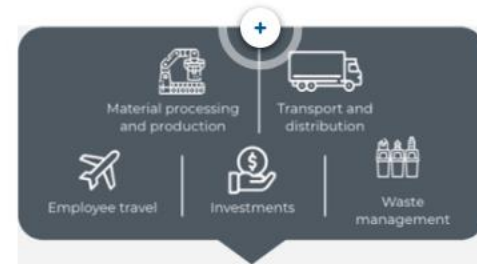 +
Material processing
and production
Transport and
distribution
Employee travel
Investments
Waste
management